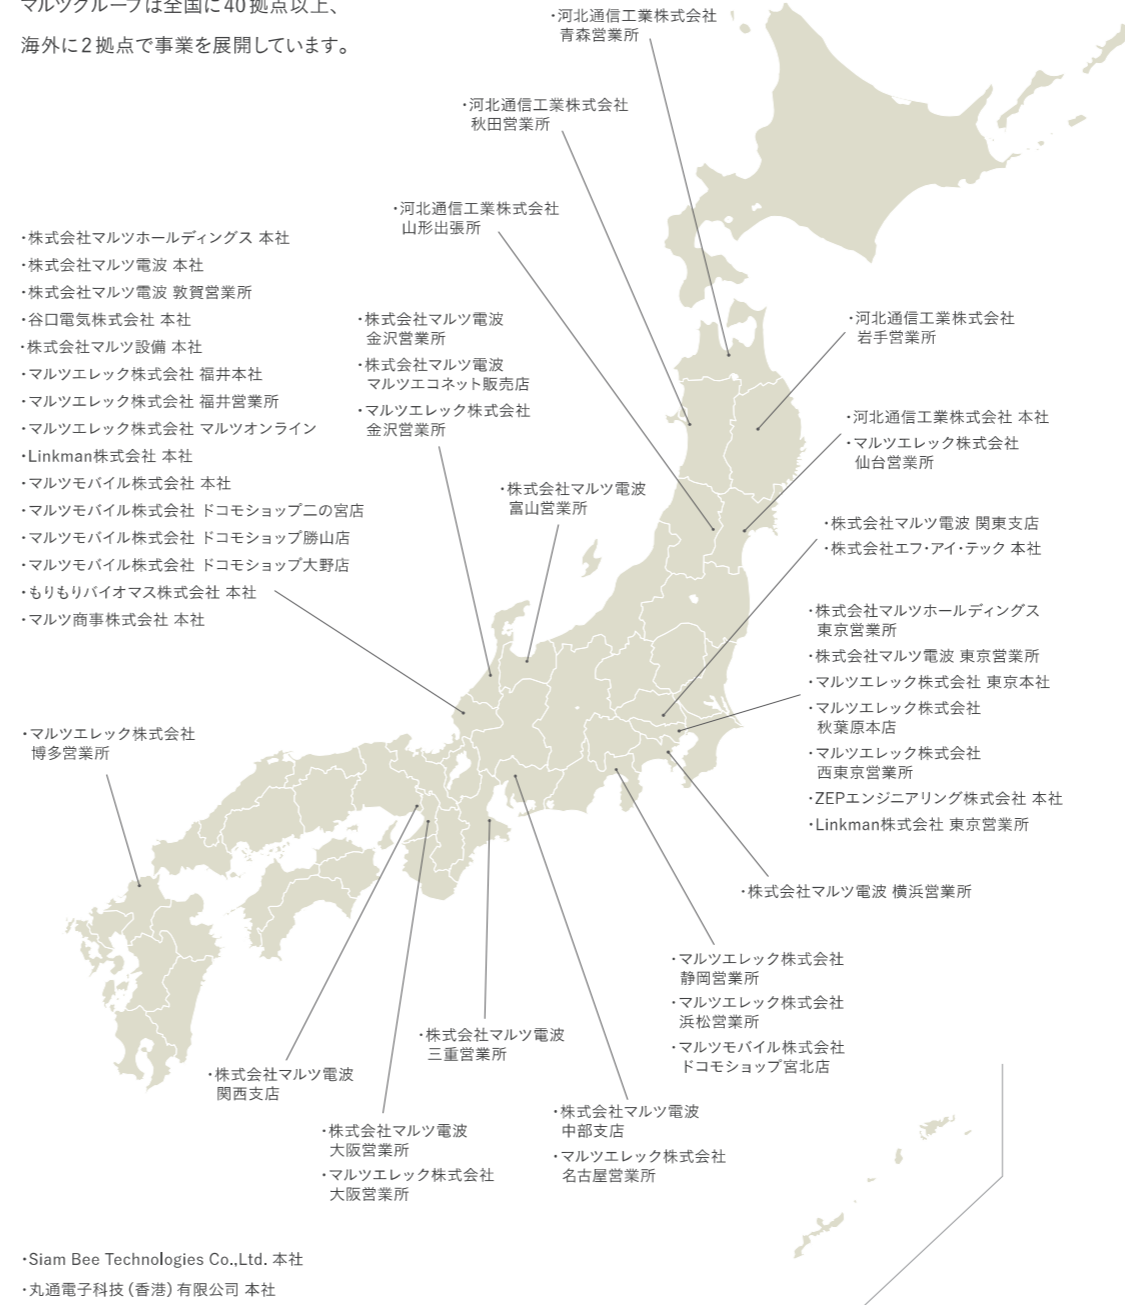 マルツグループは全国に40拠点以上、
海外に2拠点で事業を展開しています。
・河北通信工業株式会社
青森営業所
・河北通信工業株式会社
秋田営業所
・河北通信工業株式会社
山形出張所
・株式会社マルツホールディングス 本社
・株式会社マルツ電波 本社
・株式会社マルツ電波 敦賀営業所
・谷口電気株式会社 本社
・株式会社マルツ設備 本社
・マルツエレック株式会社 福井本社
・マルツエレック株式会社 福井営業所
・マルツエレック株式会社 マルツオンライン
・Linkman株式会社 本社
・マルツモバイル株式会社 本社
・マルツモバイル株式会社 ドコモショップ二の宮店
・マルツモバイル株式会社 ドコモショップ勝山店
・マルツモバイル株式会社 ドコモショップ大野店
・もりもりバイオマス株式会社 本社
・マルツ商事株式会社 本社
・株式会社マルツ電波
金沢営業所
・株式会社マルツ電波
マルツエコネット販売店
・マルツエレック株式会社
金沢営業所
・株式会社マルツ電波
富山営業所
・河北通信工業株式会社
岩手営業所
・河北通信工業株式会社 本社
・マルツエレック株式会社
仙台営業所
・株式会社マルツ電波 関東支店
・株式会社エフ・アイ・テック 本社
・株式会社マルツホールディングス
東京営業所
・株式会社マルツ電波 東京営業所
・マルツエレック株式会社 東京本社
・マルツエレック株式会社
秋葉原本店
・マルツエレック株式会社
西東京営業所
・ZEPエンジニアリング株式会社 本社
・Linkman株式会社 東京営業所
・マルツエレック株式会社
博多営業所
・株式会社マルツ電波 横浜営業所
・マルツエレック株式会社
静岡営業所
・マルツエレック株式会社
浜松営業所
・マルツモバイル株式会社
ドコモショップ宮北店
・株式会社マルツ電波
三重営業所
・株式会社マルツ電波
関西支店
・株式会社マルツ電波
大阪営業所
・マルツエレック株式会社
大阪営業所
・株式会社マルツ電波
中部支店
・マルツエレック株式会社
名古屋営業所
・Siam Bee Technologies Co.,Ltd. 本社
・丸通電子科技（香港）有限公司 本社